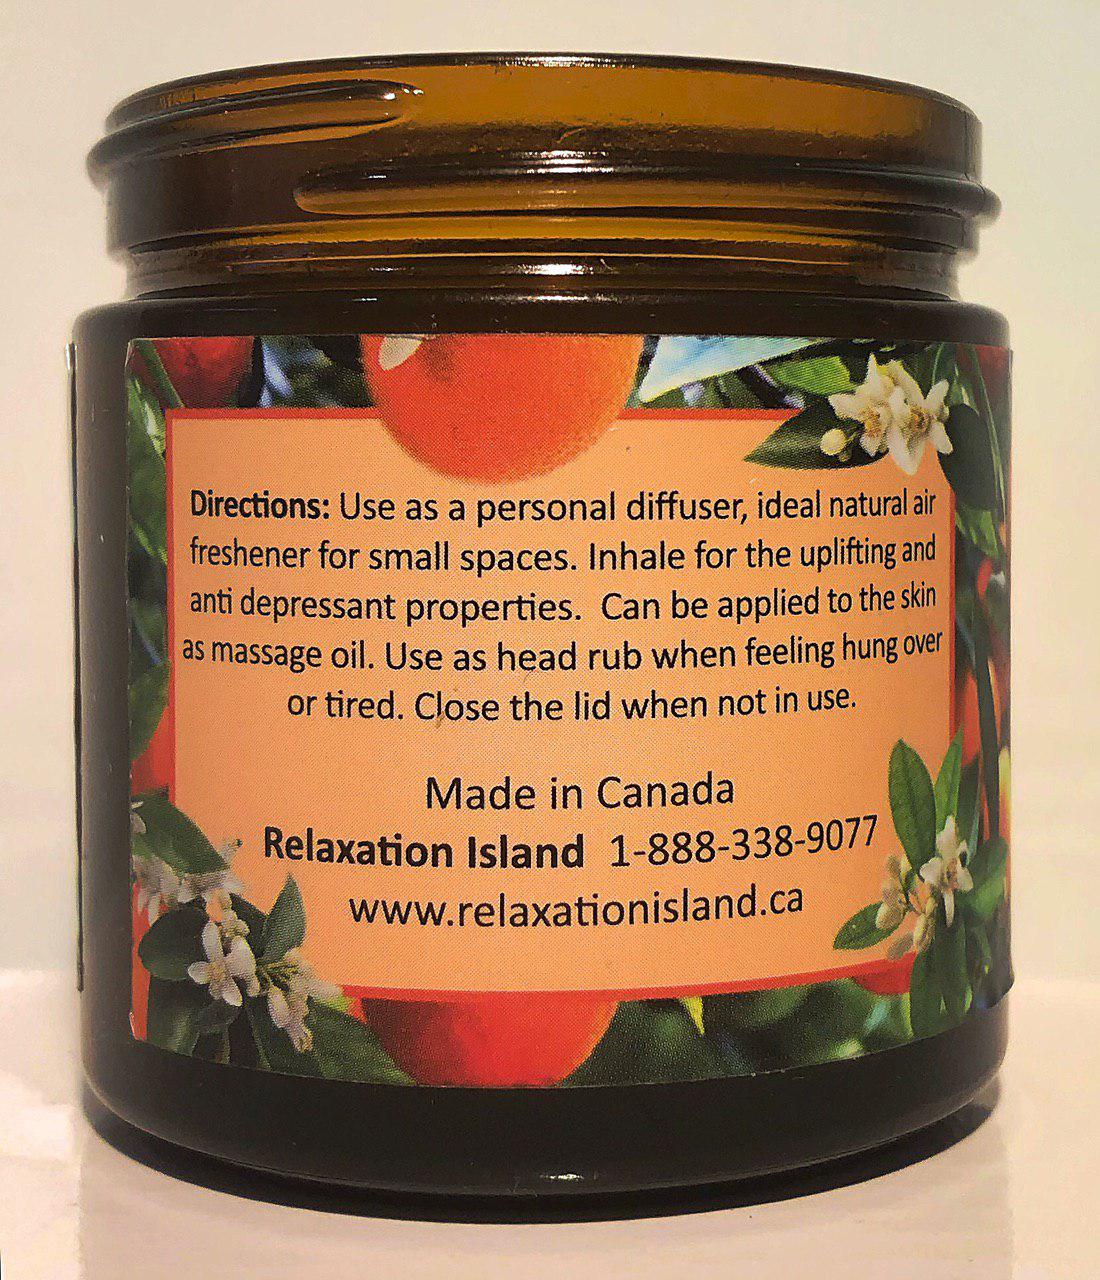 Directions: Use as a personal diffuser, ideal natural air
freshener for small spaces. Inhale for the uplifting and
anti depressant properties.  Can be applied to the skin
as massage oil. Use as head rub when feeling hung over
or tired. Close the lid when not in use.
Made in Canada
Relaxation Island  1-888-338-9077
www.relaxationisland.ca